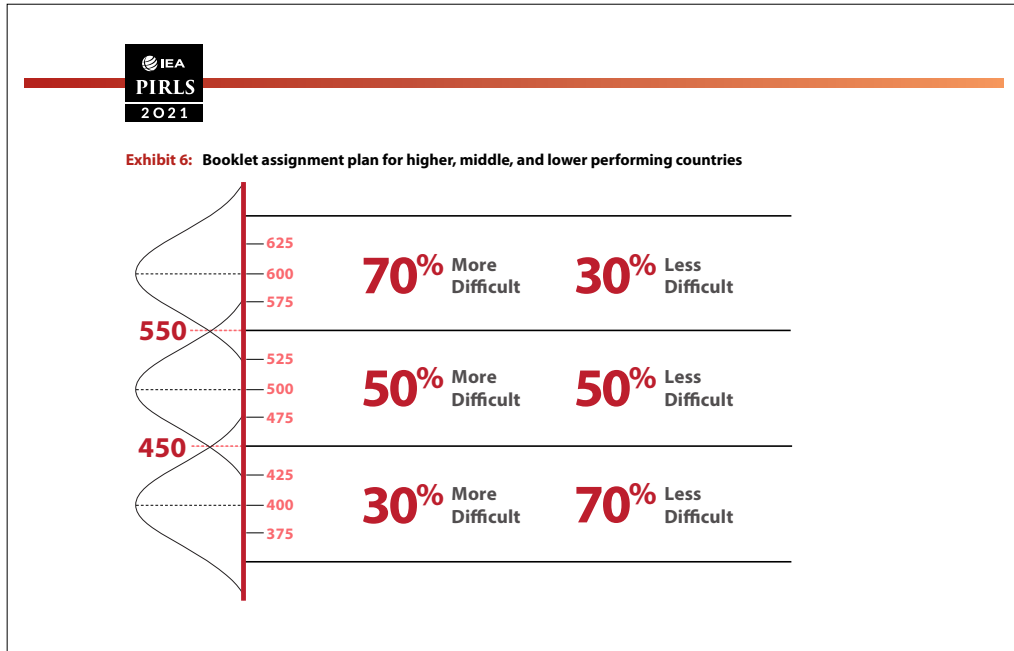 IEA
PIRLS
2021
Exhibit 6: Booklet assignment plan for higher, middle, and lower performing countries
625
600
575
550
70% More Difficult
30% Less Difficult
525
500
475
450
50% More Difficult
50% Less Difficult
425
400
375
30% More Difficult
70% Less Difficult